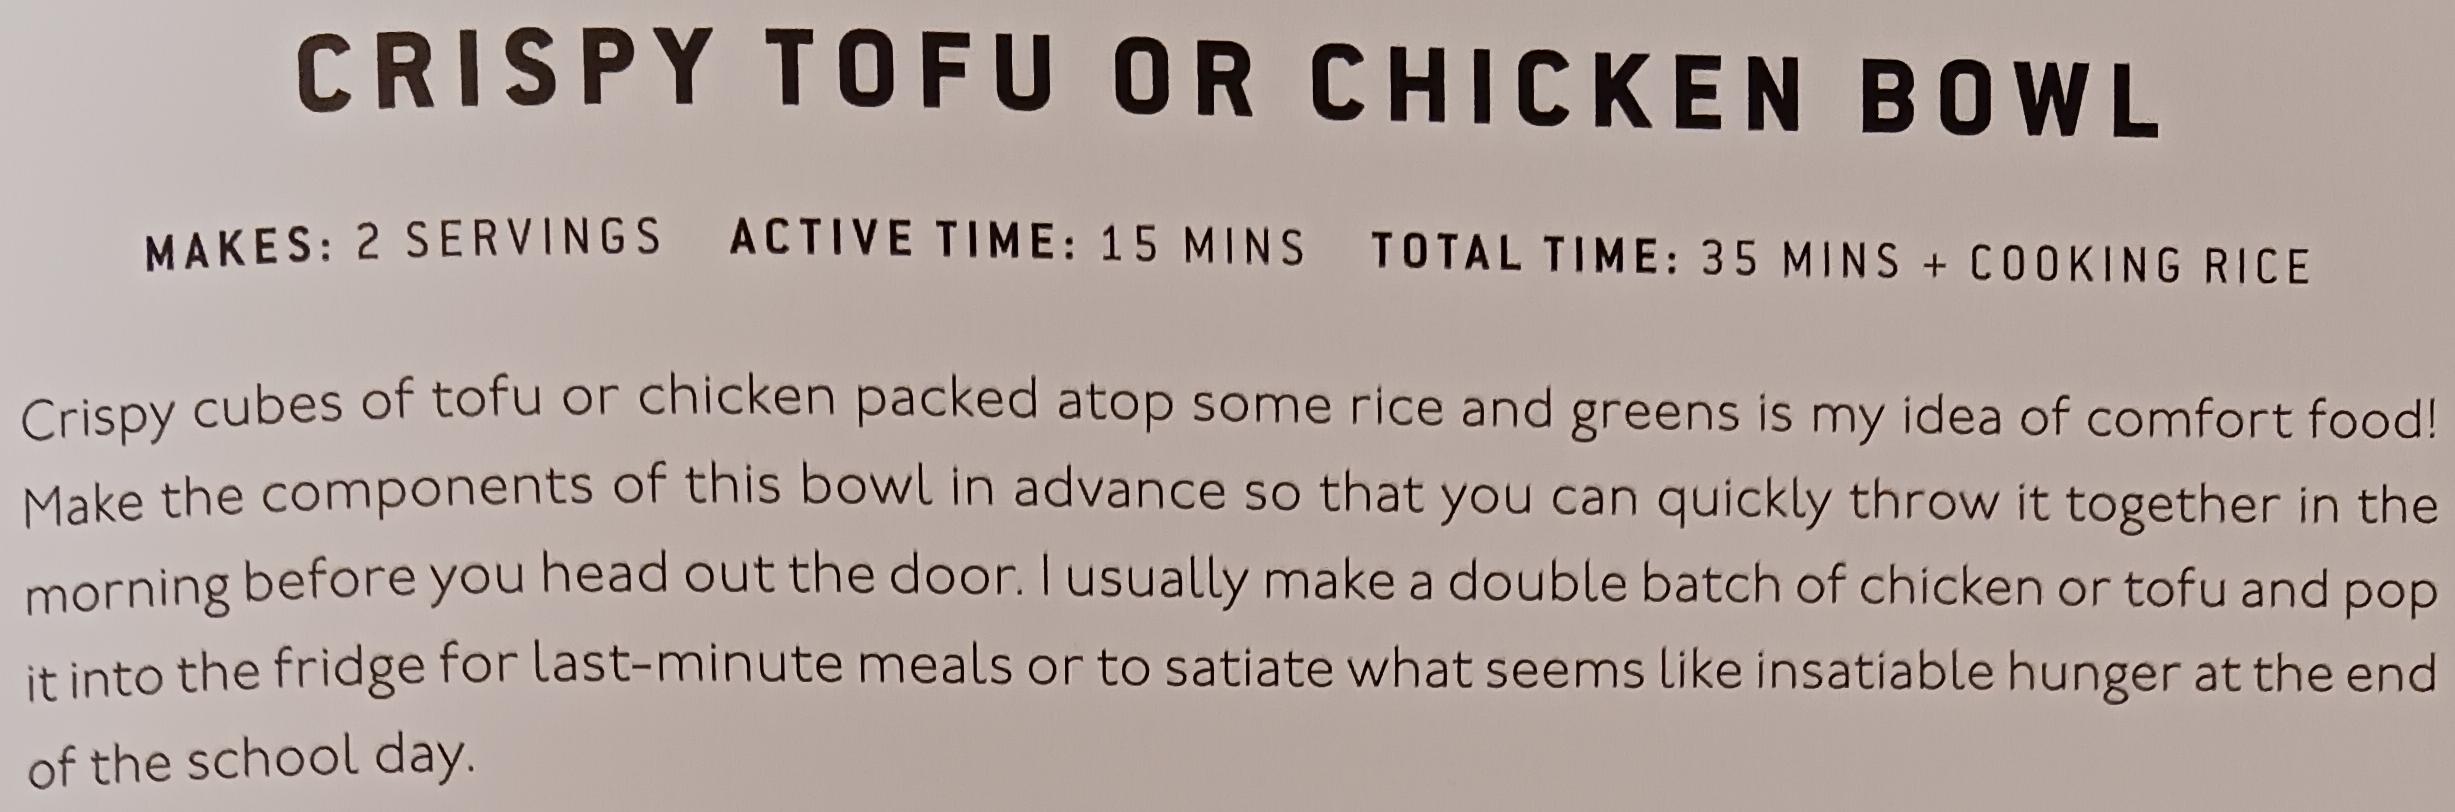 CRISPY TOFU OR CHICKEN BOWL
MAKES: 2 SERVINGS ACTIVE TIME: 15 MINS TOTAL TIME: 35 MINS + COOKING RICE
Crispy cubes of tofu or chicken packed atop some rice and greens is my idea of comfort food!
Make the components of this bowl in advance so that you can quickly throw it together in the
morning before you head out the door. I usually make a double batch of chicken or tofu and pop
it into the fridge for last-minute meals or to satiate what seems like insatiable hunger at the end
of the school day.